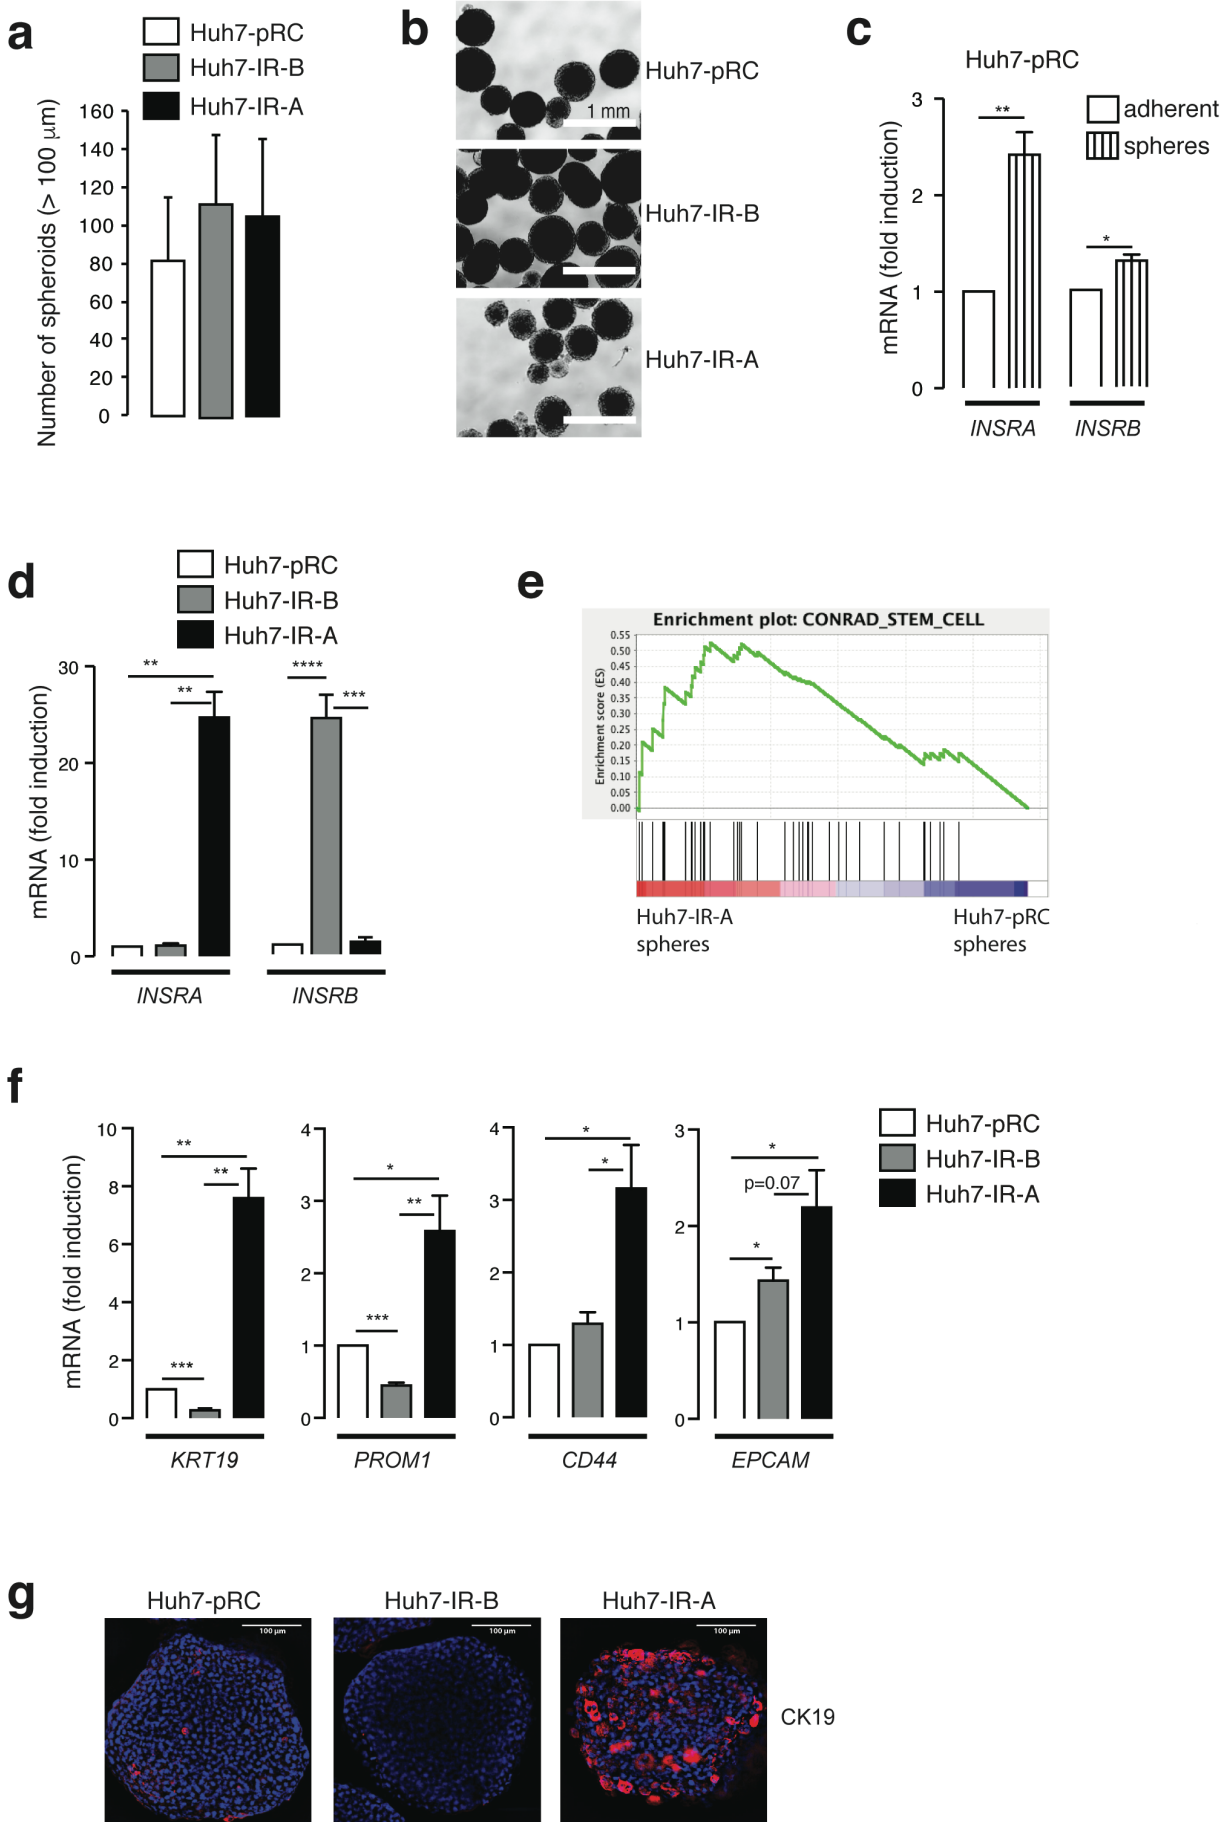 a
Huh7-pRC
Huh7-IR-B
Huh7-IR-A
Number of spheroids (> 100 µm)
160
140
120
100
80
60
40
20
0
b
Huh7-pRC
1 mm
Huh7-IR-B
Huh7-IR-A
c
Huh7-pRC
adherent
spheres
mRNA (fold induction)
3
2
1
0
**
*
INSRA
INSRB
d
Huh7-pRC
Huh7-IR-B
Huh7-IR-A
mRNA (fold induction)
30
20
10
0
**
**
****
***
INSRA
INSRB
e
Enrichment plot: CONRAD_STEM_CELL
Enrichment score (ES)
0.55
0.50
0.45
0.40
0.35
0.30
0.25
0.20
0.15
0.10
0.05
0.00
Huh7-IR-A
spheres
Huh7-pRC
spheres
f
Huh7-pRC
Huh7-IR-B
Huh7-IR-A
mRNA (fold induction)
10
8
6
4
2
0
**
**
***
KRT19
4
3
2
1
0
*
**
***
PROM1
4
3
2
1
0
*
*
CD44
3
2
1
0
*
p=0.07
*
EPCAM
g
Huh7-pRC
Huh7-IR-B
Huh7-IR-A
100 µm
100 µm
100 µm
CK19